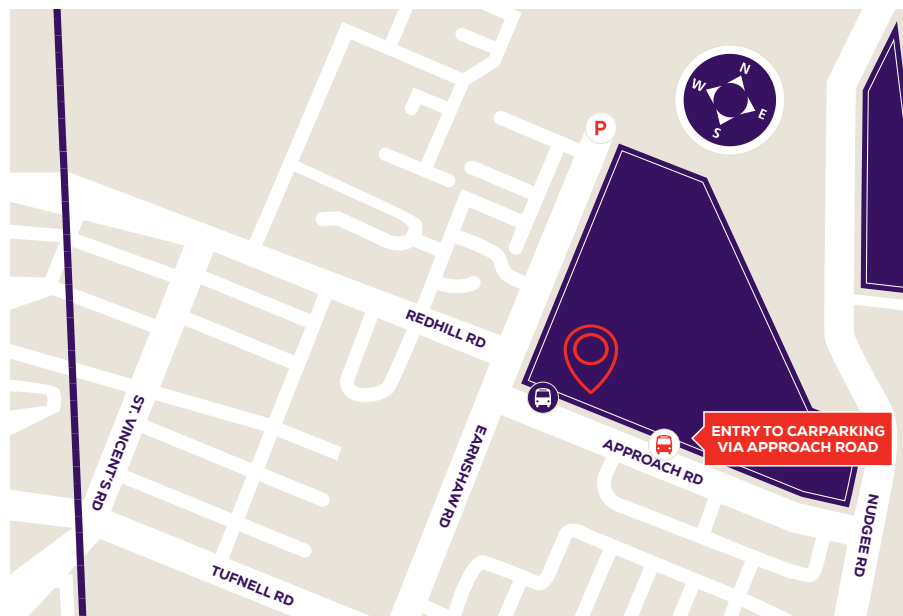 N
W
E
S
P
REDHILL RD
ST. VINCENT'S RD
EARNSHAW RD
APPROACH RD
ENTRY TO CARPARKING
VIA APPROACH ROAD
NUDGEE RD
TUFNELL RD